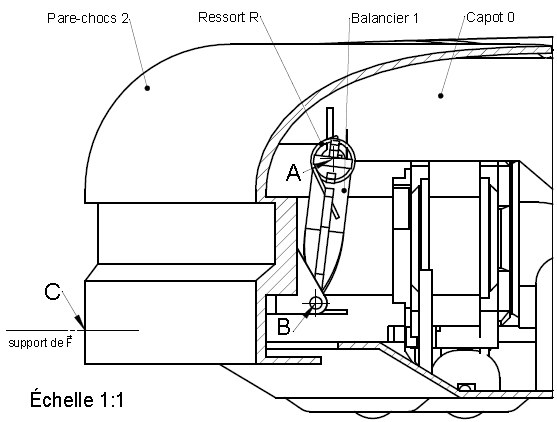 Pare-chocs 2 Ressort R Balancier 1 Capot 0
A
C
B
support de F⃗
Échelle 1:1